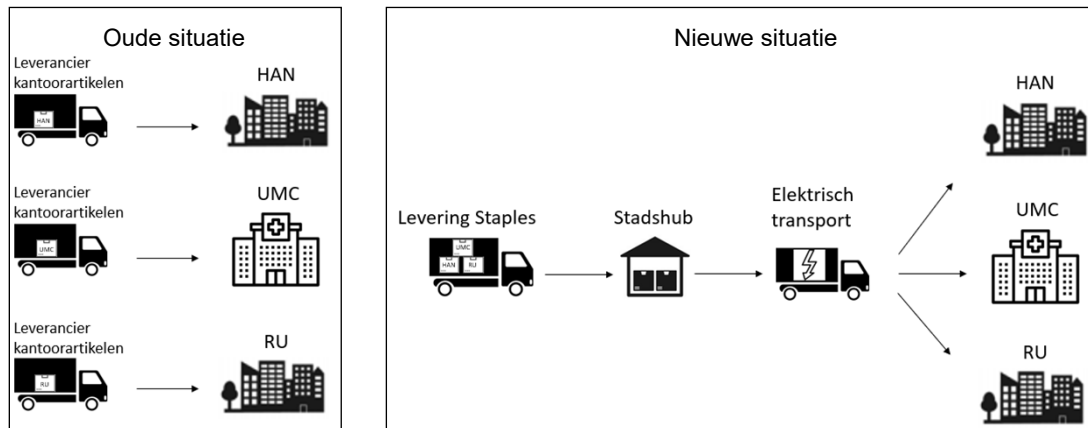 Oude situatie
Leverancier
kantoorartikelen
HAN
HAN
Leverancier
kantoorartikelen
UMC
UMC
Leverancier
kantoorartikelen
RU
RU
Nieuwe situatie
Levering Staples
UMC
HAN RU
Stadshub
Elektrisch
transport
HAN
UMC
RU